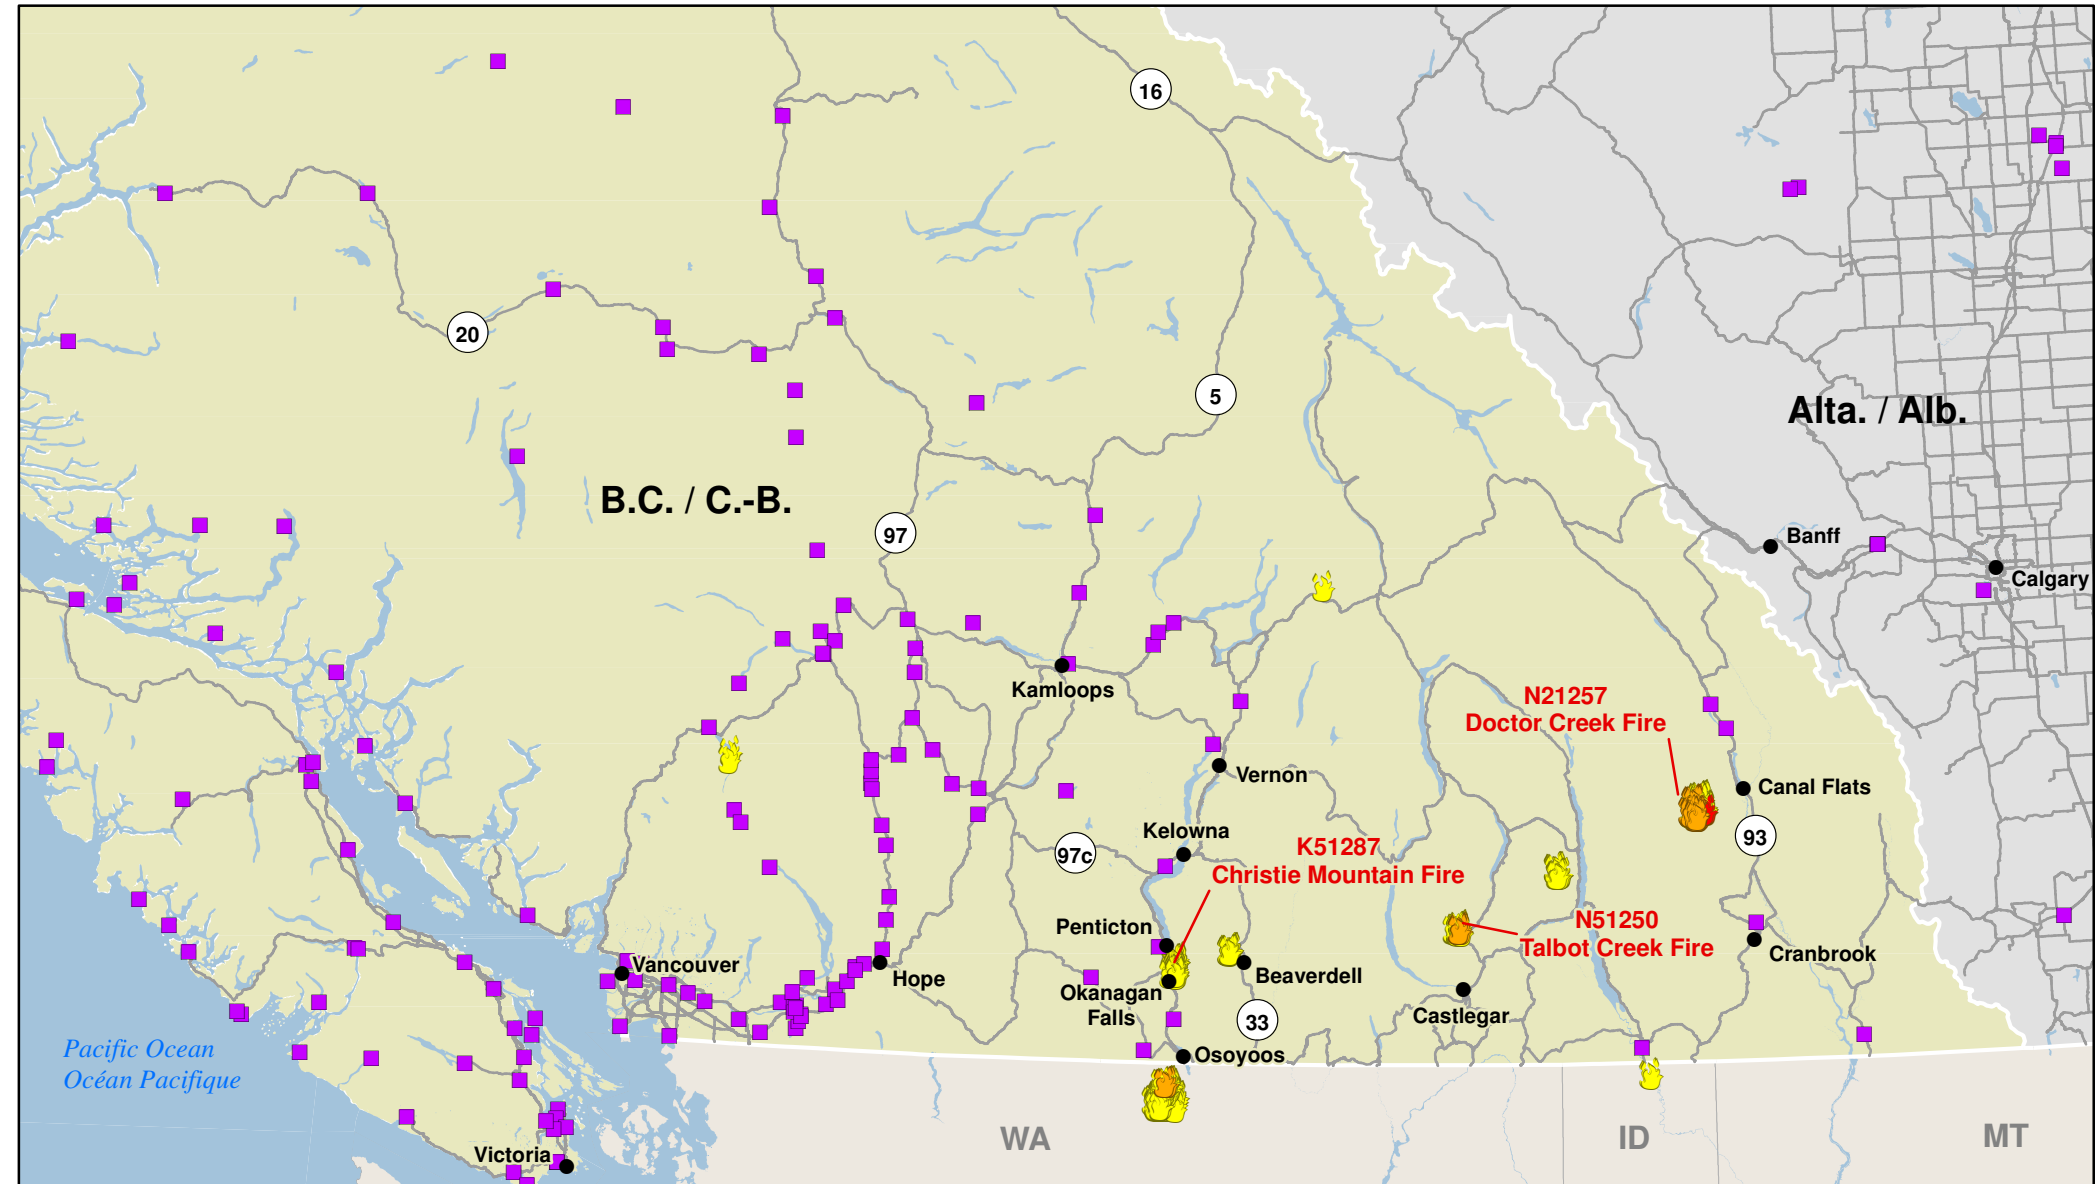 16
20
5
Alta. / Alb.
B.C. / C.-B.
97
Banff
Calgary
Kamloops
N21257
Doctor Creek Fire
Vernon
Canal Flats
Kelowna
93
K51287
Christie Mountain Fire
97c
Penticton
N51250
Talbot Creek Fire
Cranbrook
Vancouver
Hope
Beaverdell
Okanagan
Falls
Castlegar
33
Osoyoos
Pacific Ocean
Océan Pacifique
WA
ID
MT
Victoria